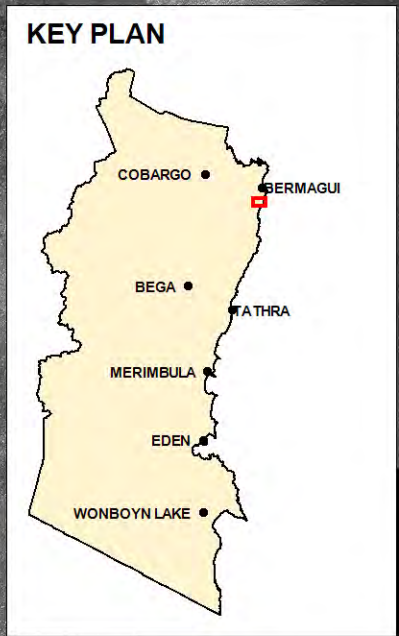 KEY PLAN
COBARGO
BERMAGUI
BEGA
TATHRA
MERIMBULA
EDEN
WONBOYN LAKE